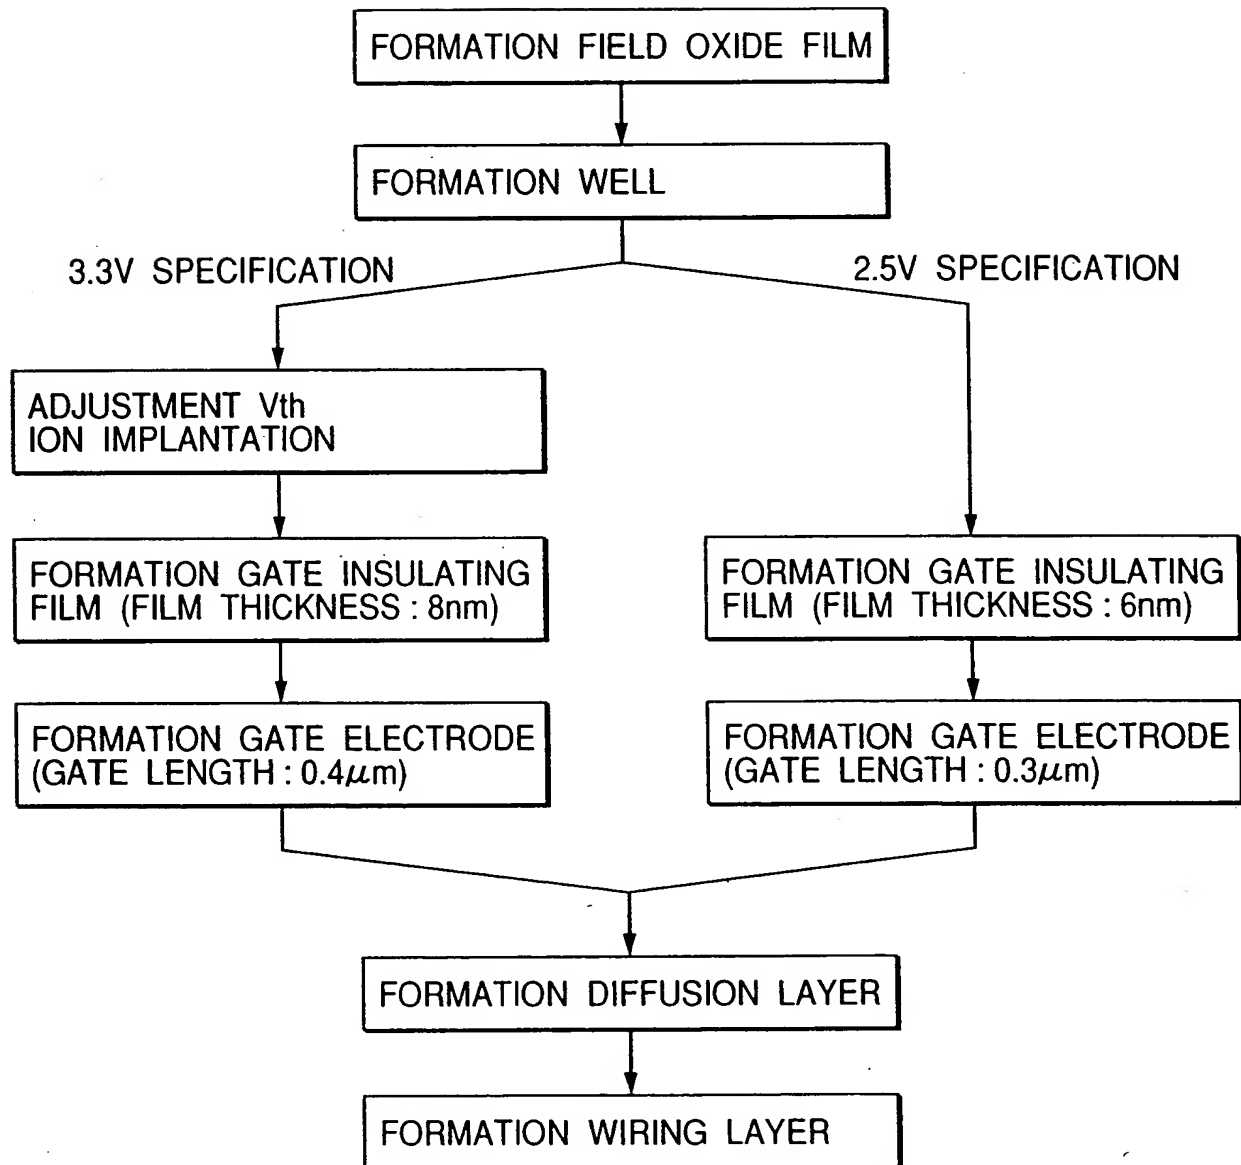 FORMATION FIELD OXIDE FILM
FORMATION WELL
3.3V SPECIFICATION
2.5V SPECIFICATION
ADJUSTMENT Vth
ION IMPLANTATION
FORMATION GATE INSULATING
FILM (FILM THICKNESS : 8nm)
FORMATION GATE INSULATING
FILM (FILM THICKNESS : 6nm)
FORMATION GATE ELECTRODE
(GATE LENGTH : 0.4μm)
FORMATION GATE ELECTRODE
(GATE LENGTH : 0.3μm)
FORMATION DIFFUSION LAYER
FORMATION WIRING LAYER